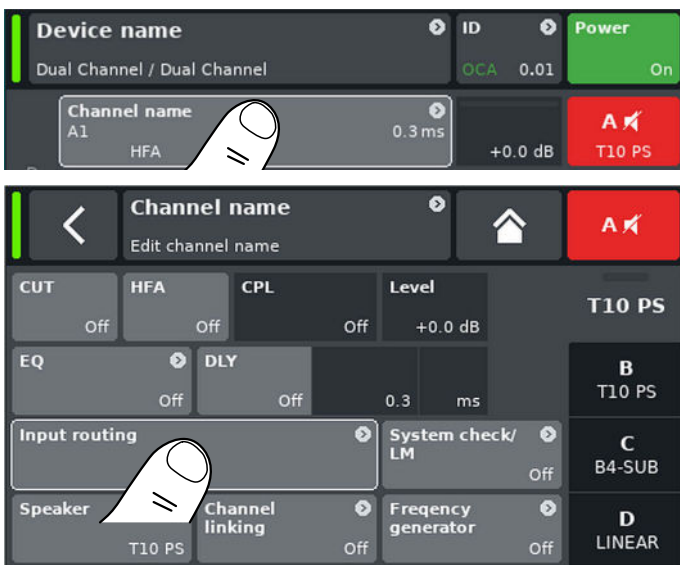 Device name
Dual Channel / Dual Channel
ID
OCA 0.01
Power
On
Channel name
A1
0.3 ms
HFA
+0.0 dB
A
T10 PS
Channel name
Edit channel name
A
CUT
Off
HFA
Off
CPL
Off
Level
+0.0 dB
T10 PS
EQ
Off
DLY
Off
0.3 ms
B
T10 PS
Input routing
System check/
LM
Off
C
B4-SUB
Speaker
T10 PS
Channel
linking
Off
Freqency
generator
Off
D
LINEAR